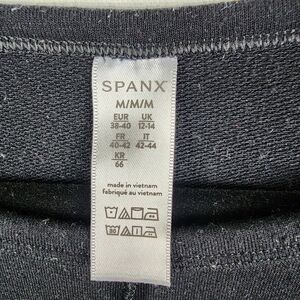 SPANX
M/M/M
EUR UK
38-40 12-14
FR IT
40-42 42-44
KR
66
made in vietnam
fabriqué au vietnam
30